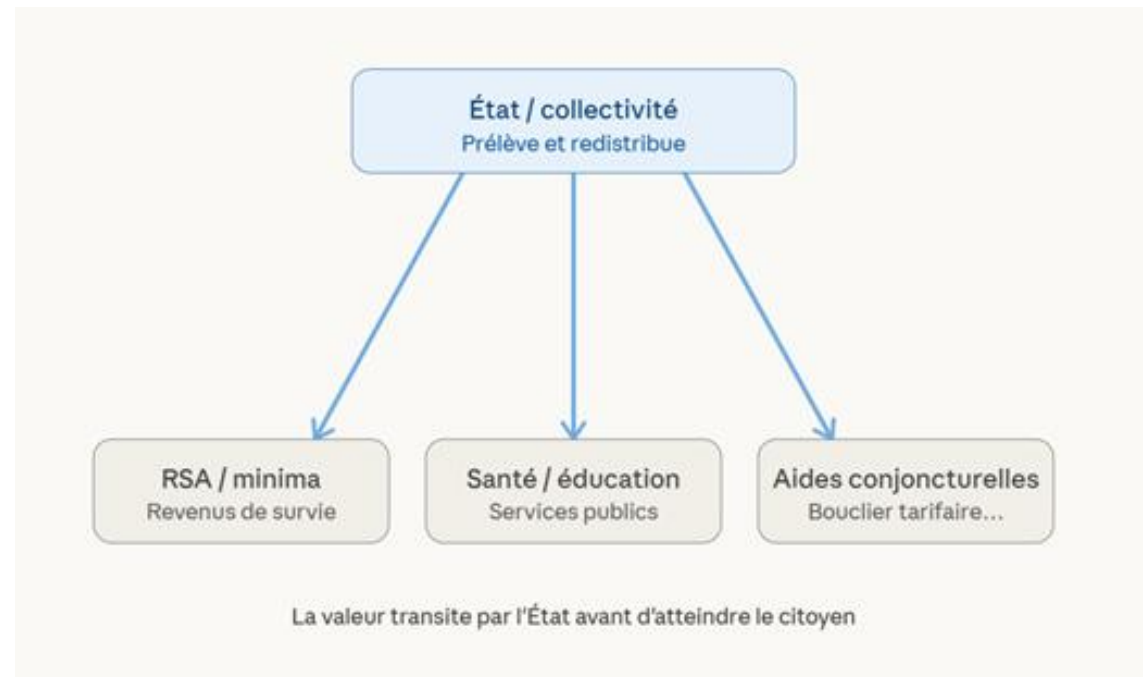 État / collectivité
Prélève et redistribue
RSA / minima
Revenus de survie
Santé / éducation
Services publics
Aides conjoncturelles
Bouclier tarifaire...
La valeur transite par l'État avant d'atteindre le citoyen